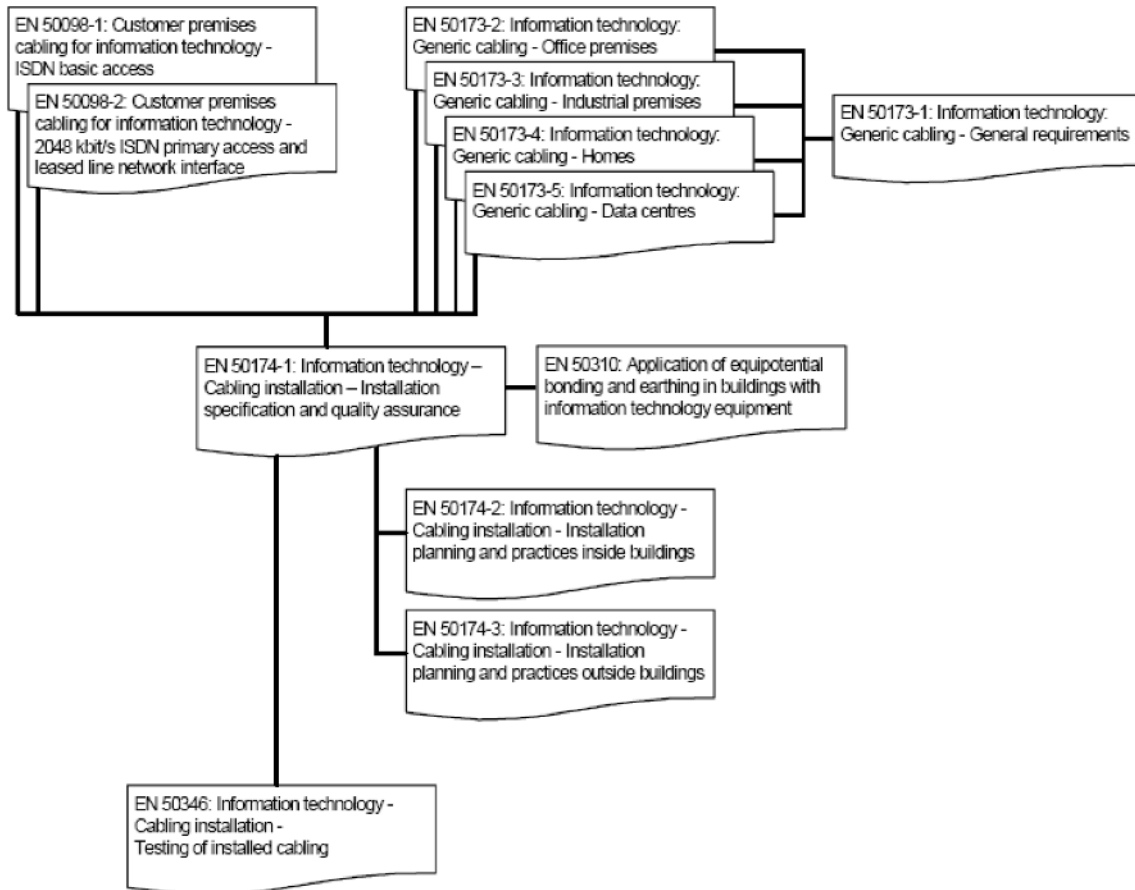 EN 50098-1: Customer premises
cabling for information technology -
ISDN basic access
EN 50098-2: Customer premises
cabling for information technology -
2048 kbit/s ISDN primary access and
leased line network interface
EN 50173-2: Information technology:
Generic cabling - Office premises
EN 50173-3: Information technology:
Generic cabling - Industrial premises
EN 50173-4: Information technology:
Generic cabling - Homes
EN 50173-5: Information technology:
Generic cabling - Data centres
EN 50173-1: Information technology:
Generic cabling - General requirements
EN 50174-1: Information technology –
Cabling installation – Installation
specification and quality assurance
EN 50310: Application of equipotential
bonding and earthing in buildings with
information technology equipment
EN 50174-2: Information technology -
Cabling installation - Installation
planning and practices inside buildings
EN 50174-3: Information technology -
Cabling installation - Installation
planning and practices outside buildings
EN 50346: Information technology -
Cabling installation -
Testing of installed cabling